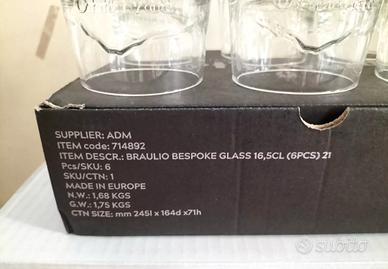 SUPPLIER: ADM
ITEM code: 714892
ITEM DESCR.: BRAULIO BESPOKE GLASS 16,5CL (6PCS) 21
Pcs/SKU: 6
SKU/CTN: 1
MADE IN EUROPE
N.W.: 1,68 KGS
G.W.: 1,75 KGS
CTN SIZE: mm 245l x 164d x71h
subito